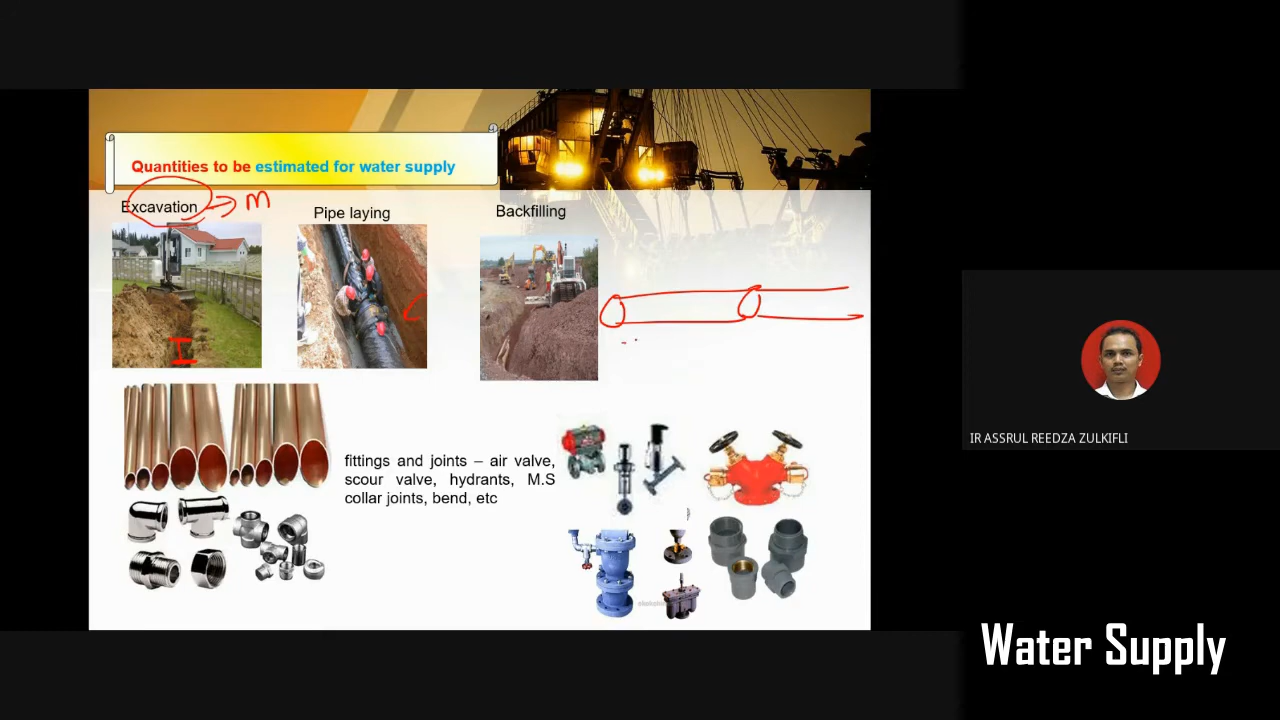 Quantities to be estimated for water supply
Excavation
m
Pipe laying
Backfilling
fittings and joints – air valve,
scour valve, hydrants, M.S
collar joints, bend, etc
IR ASSRUL REEDZA ZULKIFLI
Water Supply